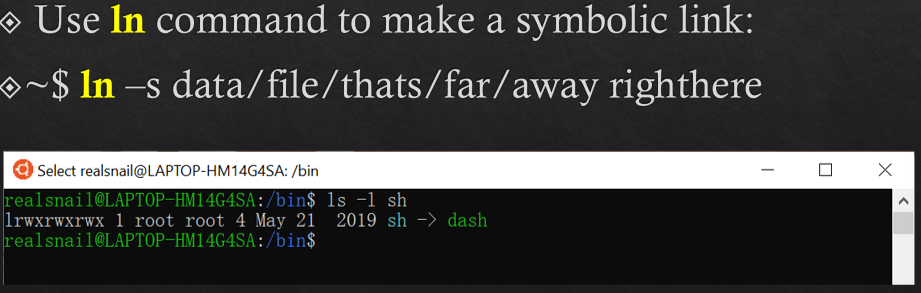 Use ln command to make a symbolic link:
~$ ln –s data/file/thats/far/away righthere
Select realsnail@LAPTOP-HM14G4SA: /bin
realsnail@LAPTOP-HM14G4SA:/bin$ ls -l sh
lrwxrwxrwx 1 root root 4 May 21  2019 sh -> dash
realsnail@LAPTOP-HM14G4SA:/bin$